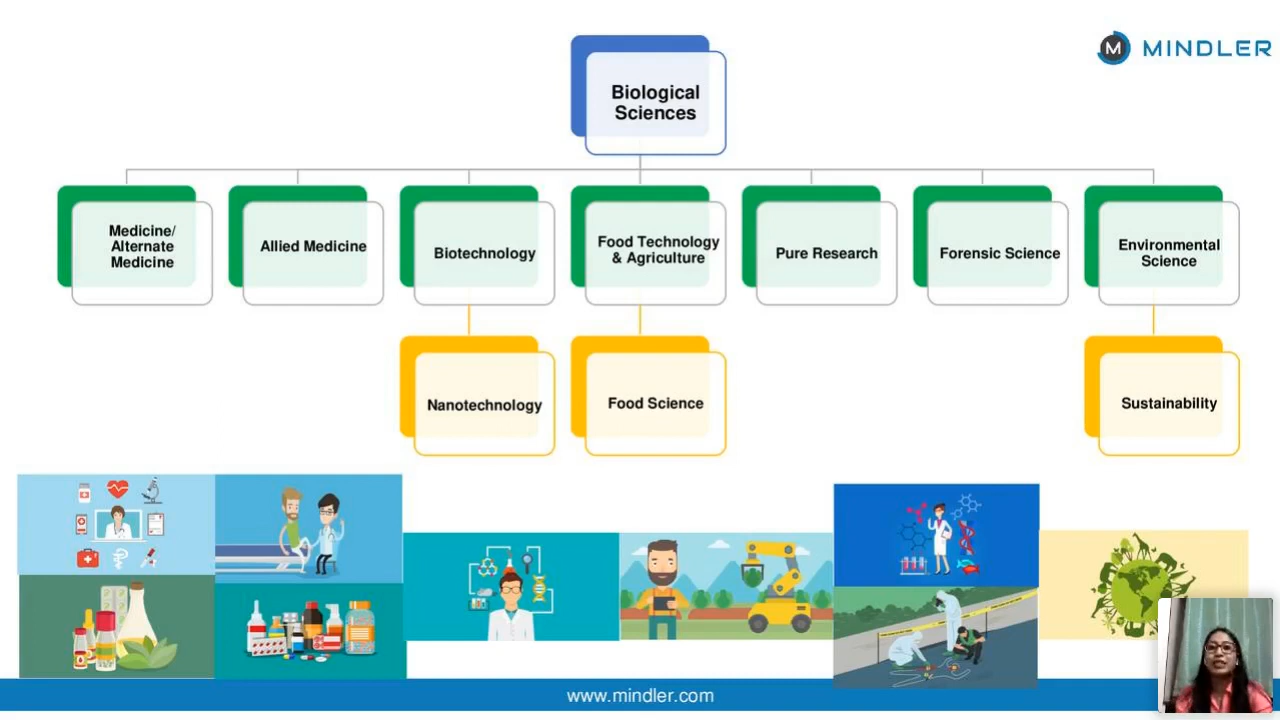 M MINDLER
Biological
Sciences
Medicine/
Alternate
Medicine
Allied Medicine
Biotechnology
Food Technology
& Agriculture
Pure Research
Forensic Science
Environmental
Science
Nanotechnology
Food Science
Sustainability
www.mindler.com